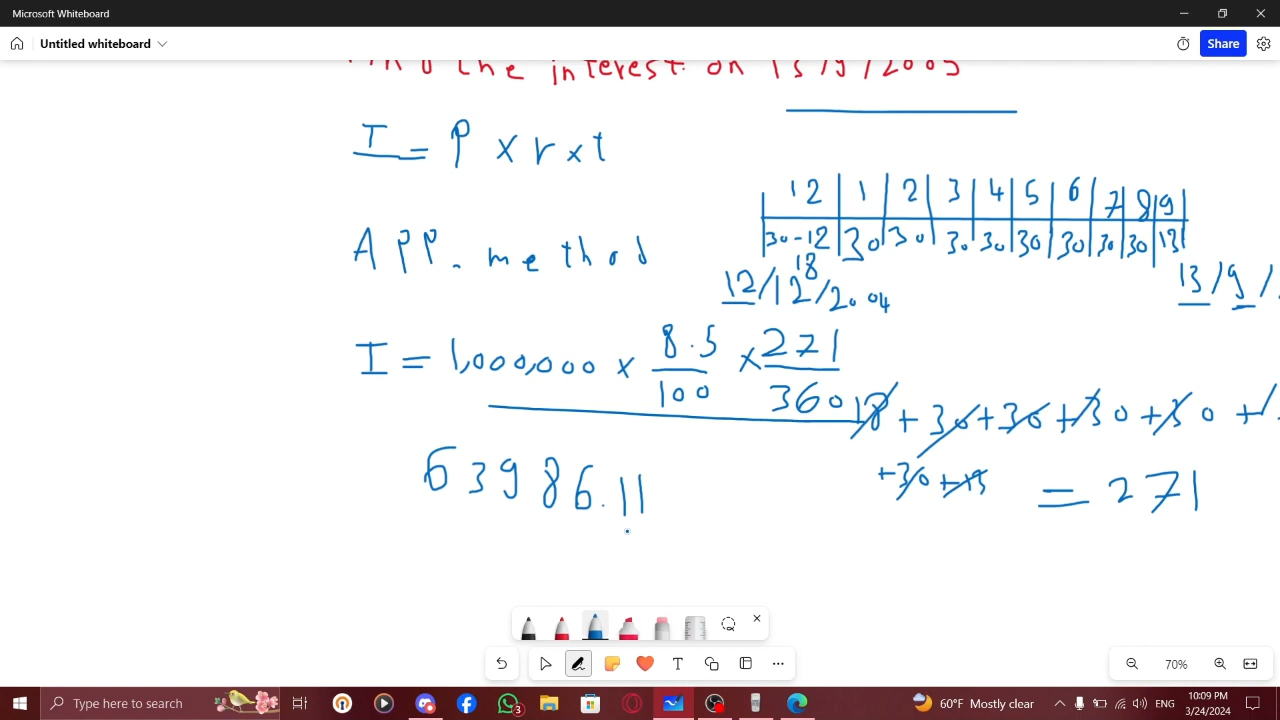 Microsoft Whiteboard
Untitled whiteboard
Share
Find the interest on 13/9/2005
I = P x r x t
12 | 1 | 2 | 3 | 4 | 5 | 6 | 7 | 8 | 9
30-12 | 30 | 30 | 30 | 30 | 30 | 30 | 30 | 30 | 13
18
APP. method
12/12/2004
13/9/
I = 1,000,000 x 8.5/100 x 271/360
18 + 30 + 30 + 30 + 30 +
+30 + 13
= 271
63986.11
70%
Type here to search
3
60°F Mostly clear
ENG
10:09 PM
3/24/2024